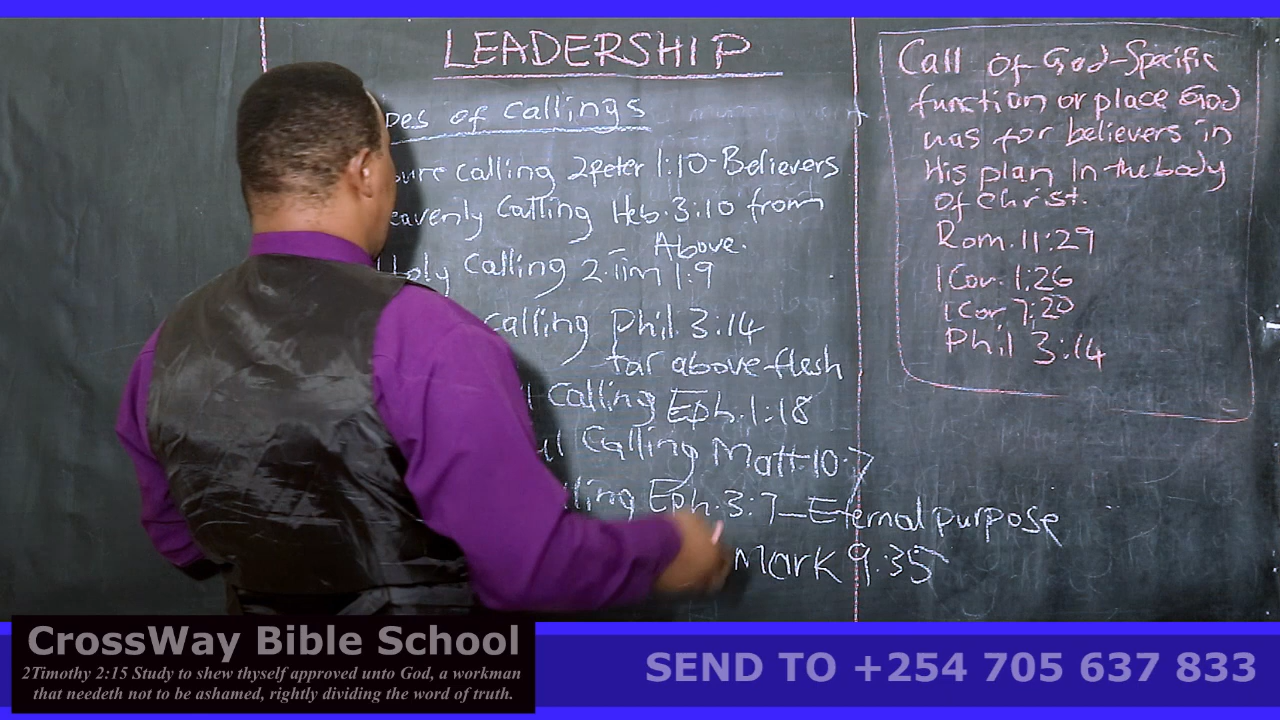 LEADERSHIP
pes of callings
ure calling 2peter 1:10-Believers
eavenly Calling Heb.3:10 from
Above.
Holy Calling 2.Tim 1:9
calling Phil 3:14
far above flesh
Calling Eph.1:18
ul Calling Matt 10:7
lling Eph.3:7-Eternal purpose
Mark 9:35
Call of God-Specific
function or place God
was for believers in
His plan In the body
of Christ.
Rom.11:29
1Cor. 1:26
1Cor 7:20
Phil 3:14
CrossWay Bible School
2Timothy 2:15 Study to shew thyself approved unto God, a workman
that needeth not to be ashamed, rightly dividing the word of truth.
SEND TO +254 705 637 833